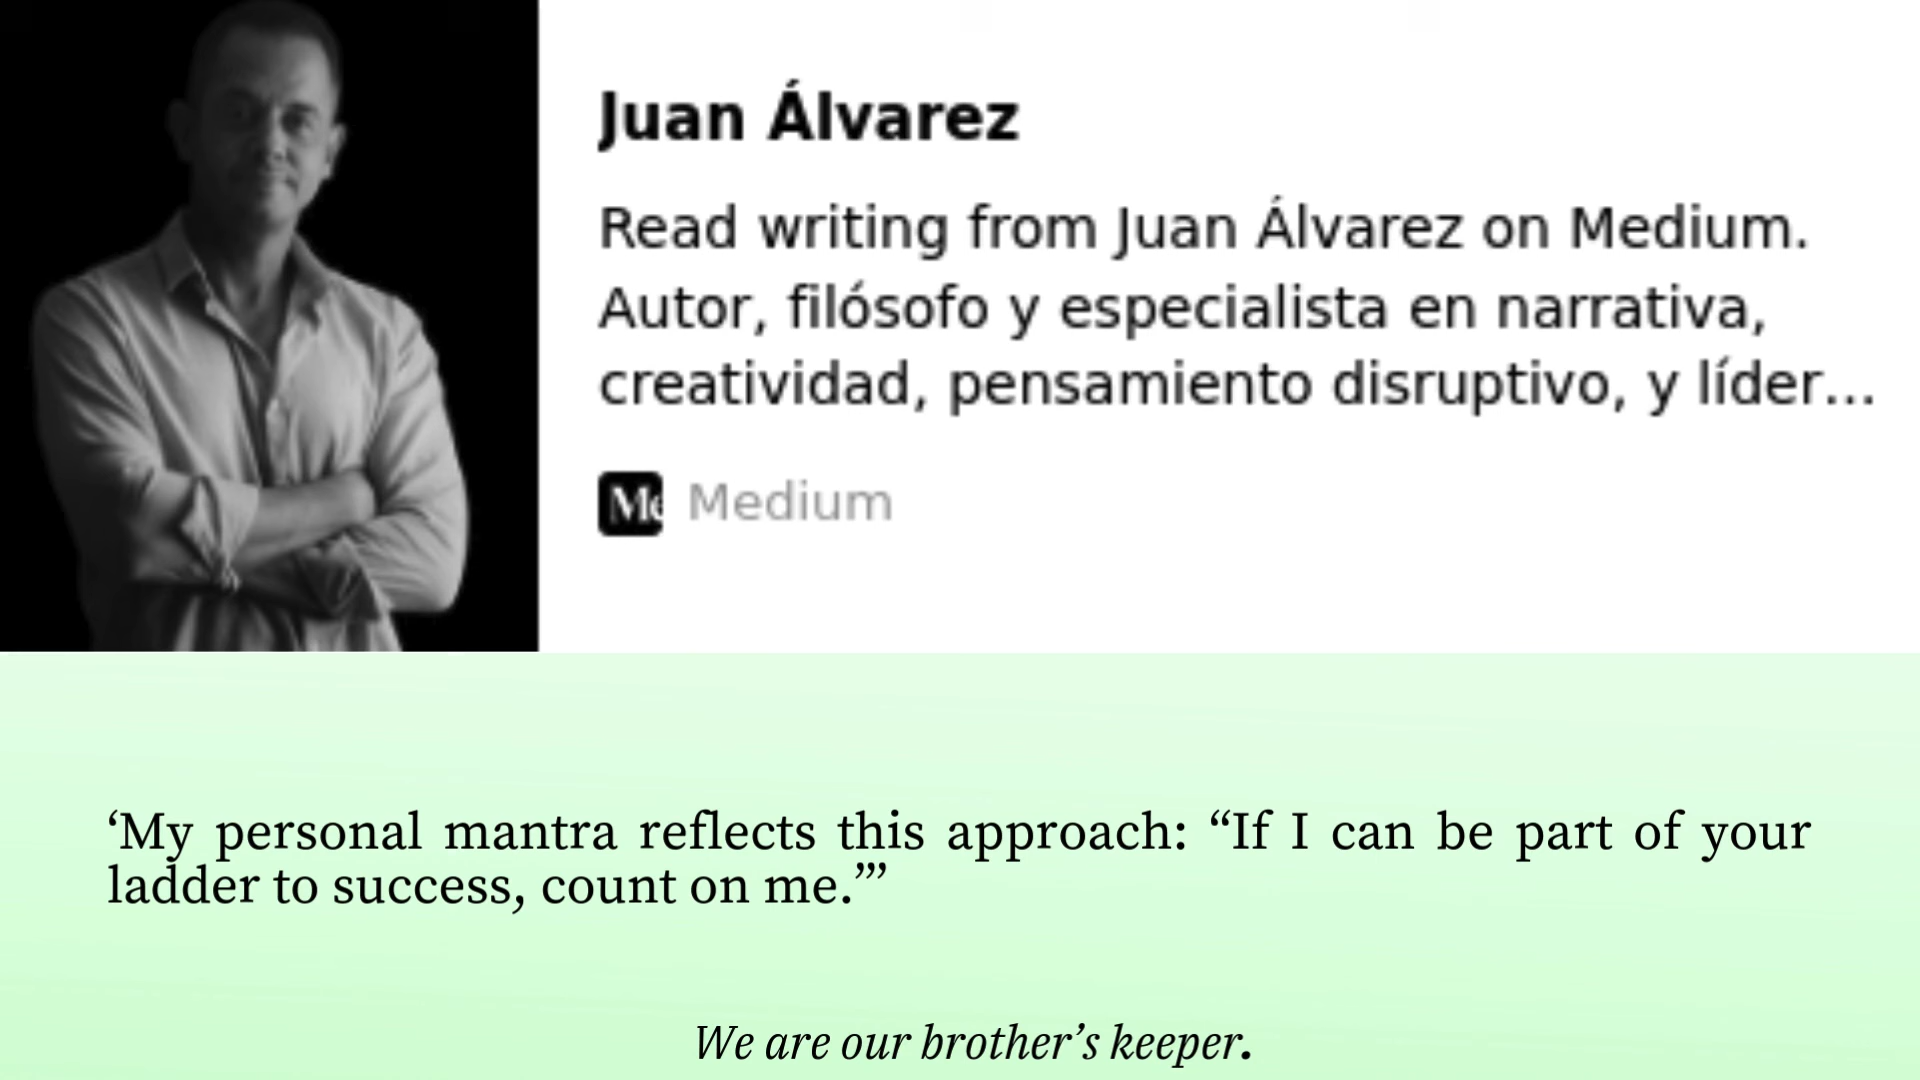 Juan Álvarez
Read writing from Juan Álvarez on Medium.
Autor, filósofo y especialista en narrativa,
creatividad, pensamiento disruptivo, y líder...
Me Medium
‘My personal mantra reflects this approach: “If I can be part of your
ladder to success, count on me.”’
We are our brother’s keeper.